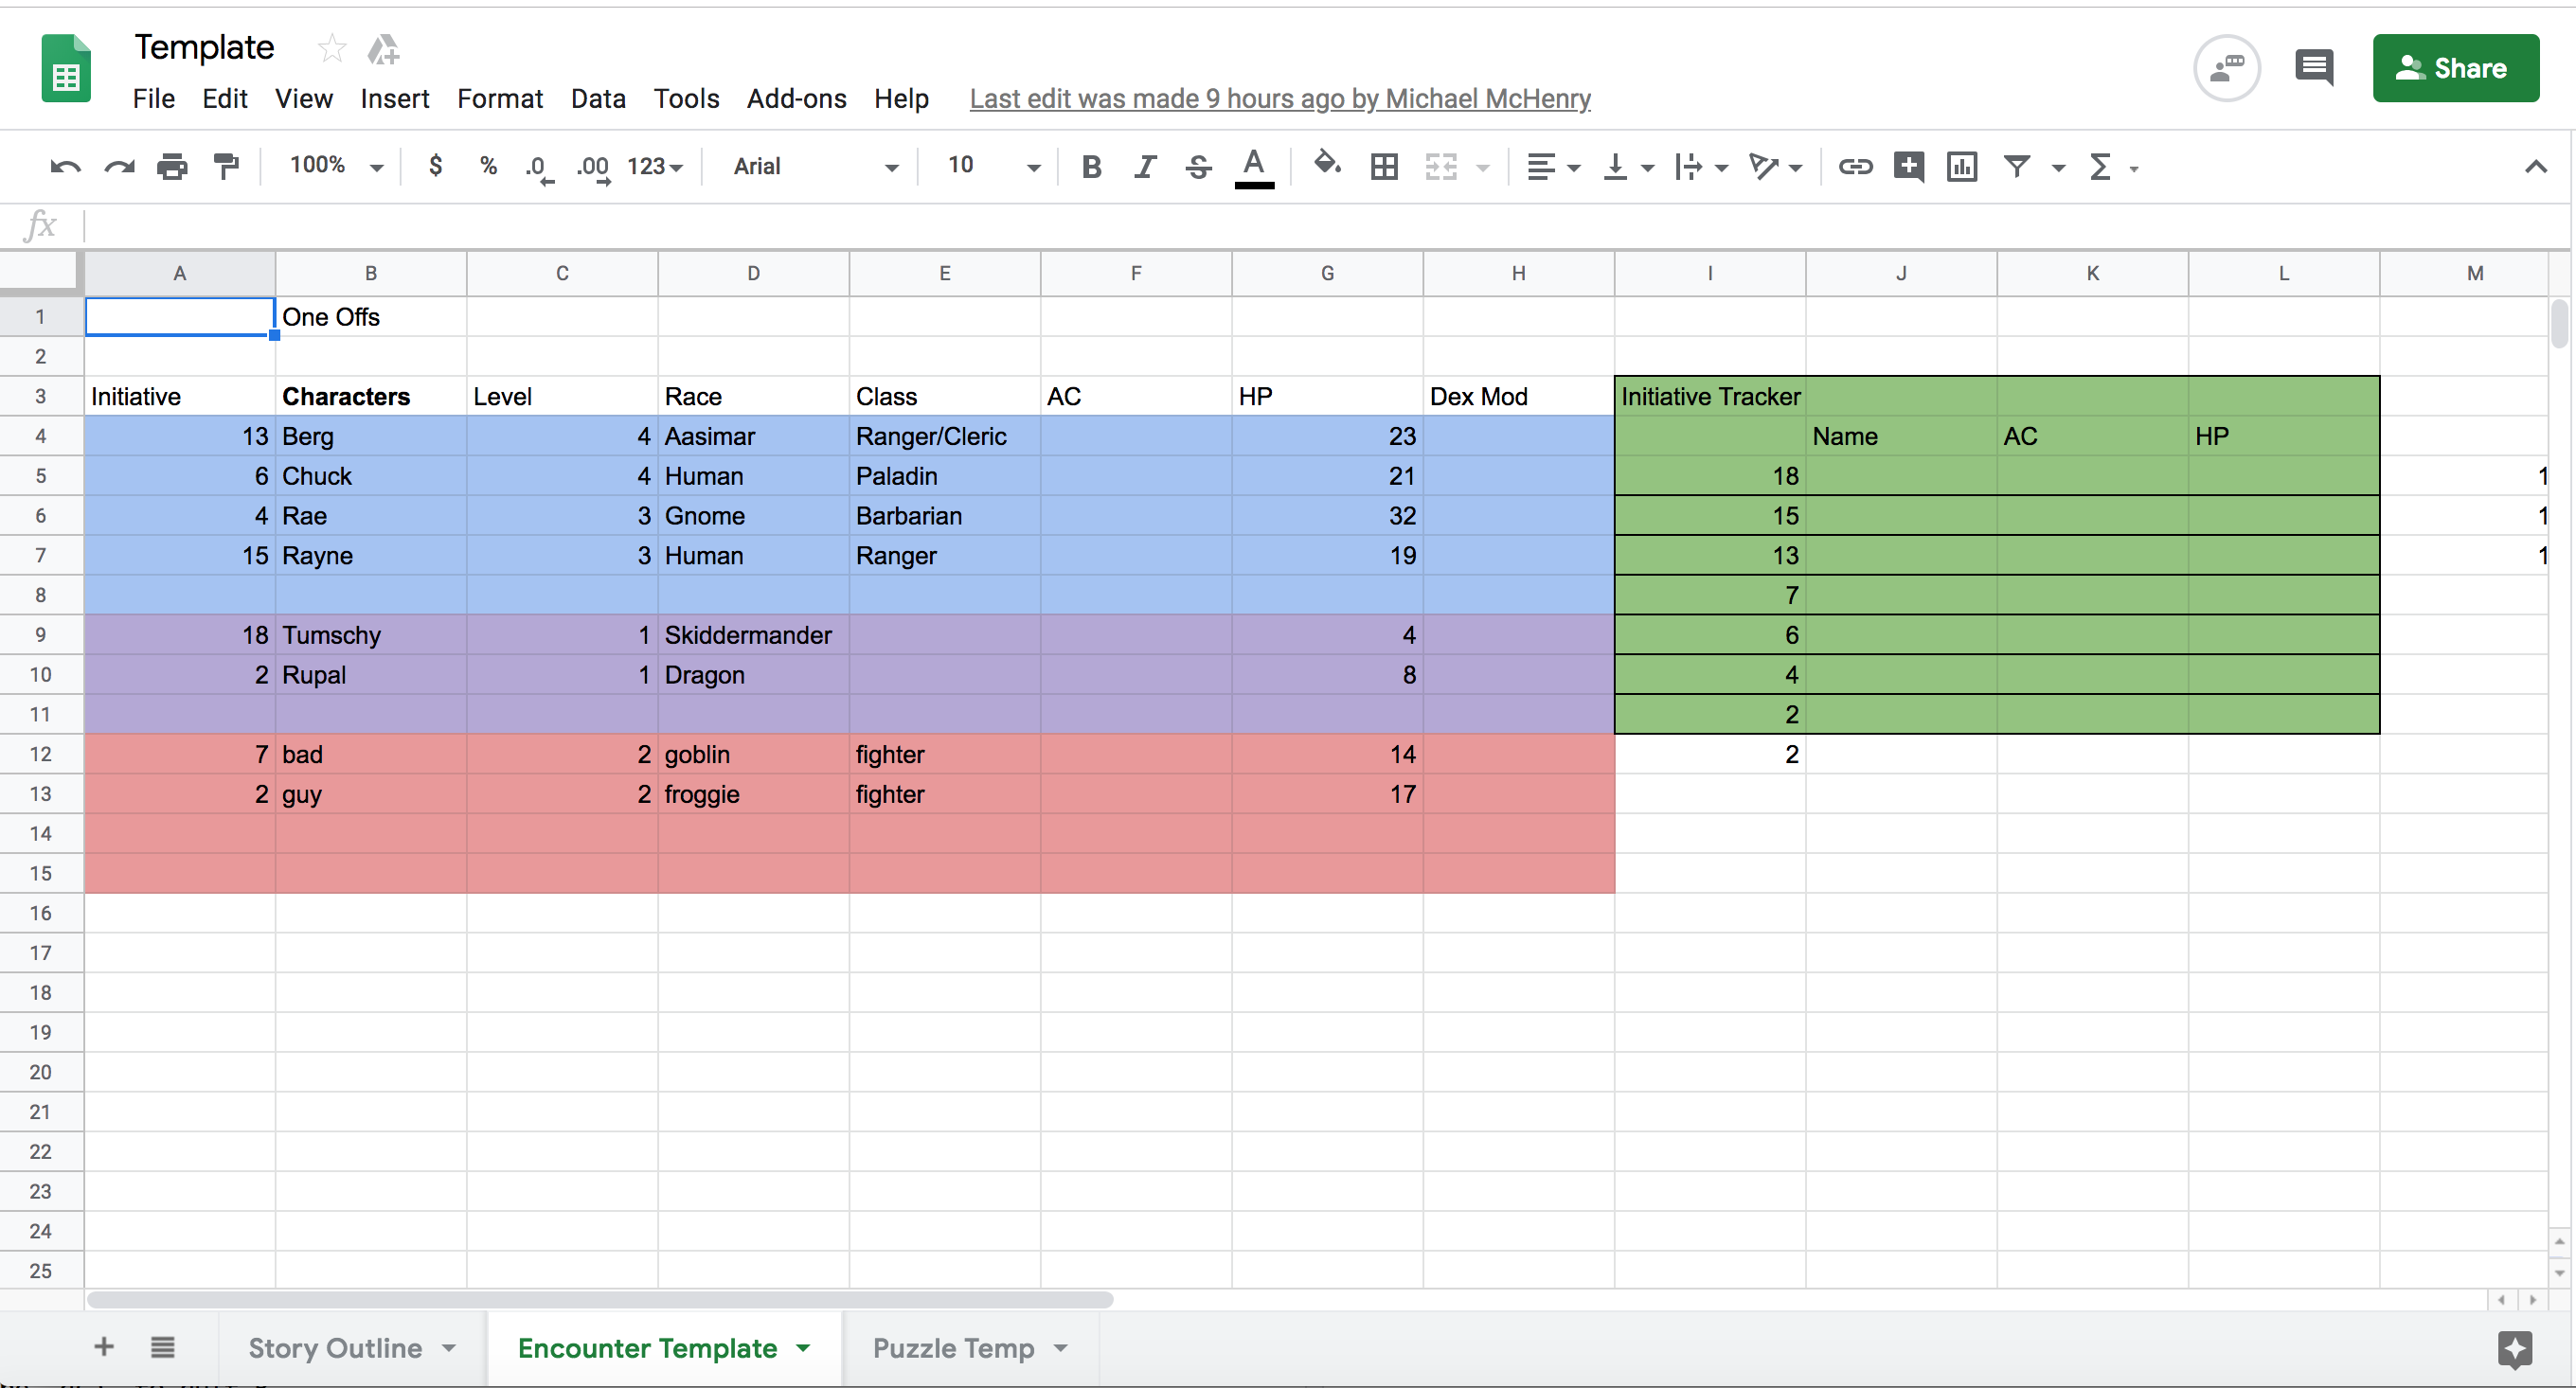 Template
File Edit View Insert Format Data Tools Add-ons Help Last edit was made 9 hours ago by Michael McHenry
Share
100% $ % .0 .00 123 Arial 10 B I S A Σ
fx
A B C D E F G H I J K L M
1 One Offs
2
3 Initiative Characters Level Race Class AC HP Dex Mod Initiative Tracker
4 13 Berg 4 Aasimar Ranger/Cleric 23 Name AC HP
5 6 Chuck 4 Human Paladin 21 18 1
6 4 Rae 3 Gnome Barbarian 32 15 1
7 15 Rayne 3 Human Ranger 19 13 1
8 7
9 18 Tumschy 1 Skiddermander 4 6
10 2 Rupal 1 Dragon 8 4
11 2
12 7 bad 2 goblin fighter 14 2
13 2 guy 2 froggie fighter 17
14
15
16
17
18
19
20
21
22
23
24
25
Story Outline Encounter Template Puzzle Temp